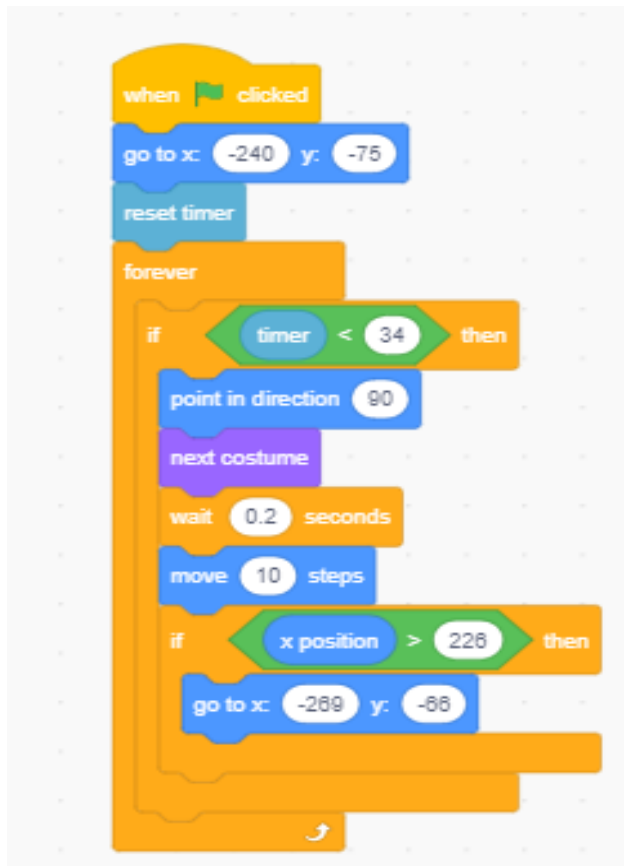 when clicked
go to x: -240 y: -75
reset timer
forever
if timer < 34 then
point in direction 90
next costume
wait 0.2 seconds
move 10 steps
if x position > 226 then
go to x: -269 y: -66